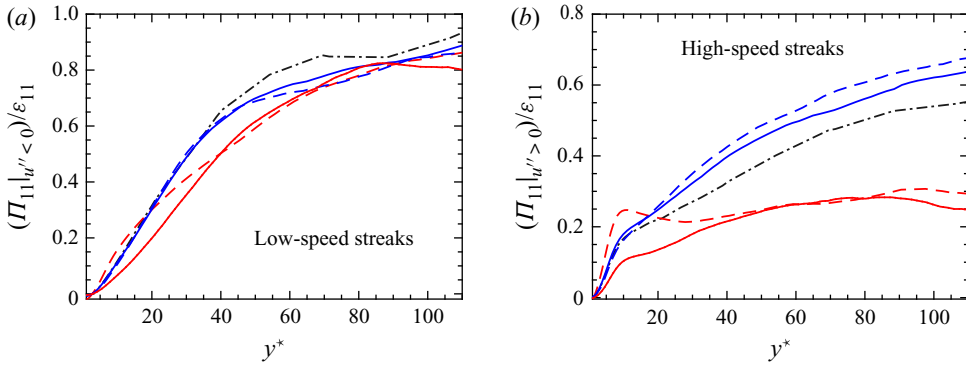 (a)
1.0
0.8
0.6
0.4
0.2
0
20
40
60
80
100
(Π₁₁|u″ < 0)/ε₁₁
y⋆
Low-speed streaks
(b)
0.8
0.6
0.4
0.2
0
20
40
60
80
100
(Π₁₁|u″ > 0)/ε₁₁
y⋆
High-speed streaks